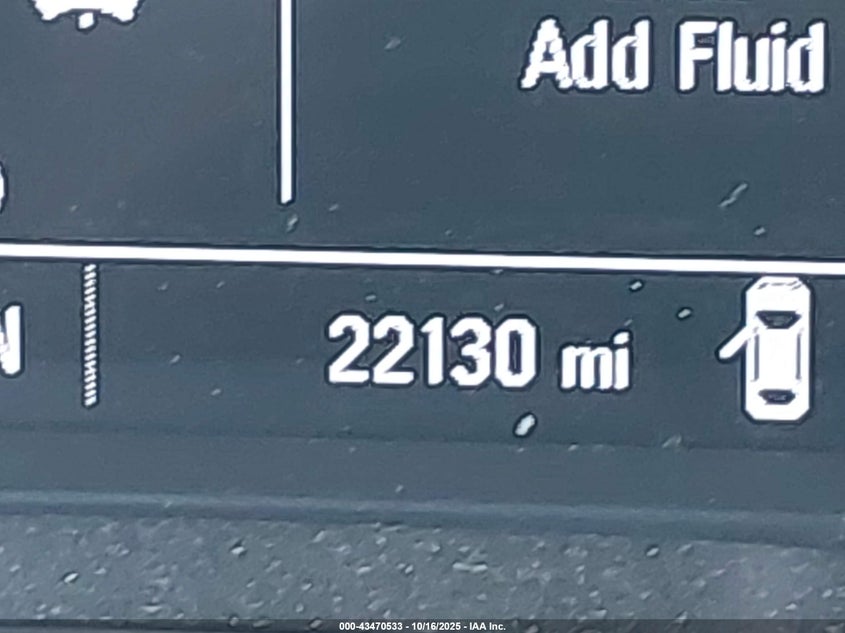 Add Fluid
22130 mi
000-43470533 - 10/16/2025 - IAA Inc.